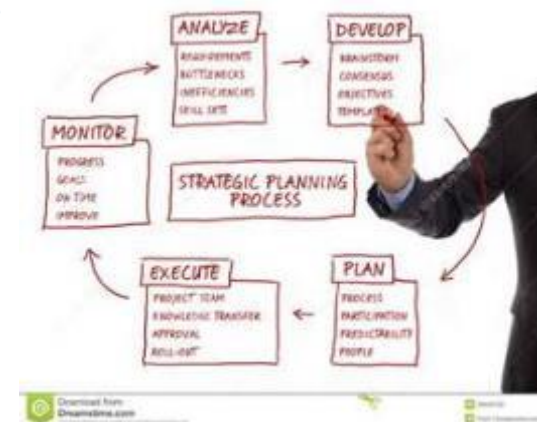 ANALYZE
REQUIREMENTS
BOTTLENECKS
INEFFICIENCIES
SKILL SETS
DEVELOP
BRAINSTORM
CONSENSUS
OBJECTIVES
TEMPLATE
MONITOR
PROGRESS
GOALS
ON TIME
IMPROVE
STRATEGIC PLANNING
PROCESS
EXECUTE
PROJECT TEAM
KNOWLEDGE TRANSFER
APPROVAL
ROLL-OUT
PLAN
PROCESS
PARTICIPATION
PREDICTABILITY
PEOPLE
Download from
Dreamstime.com